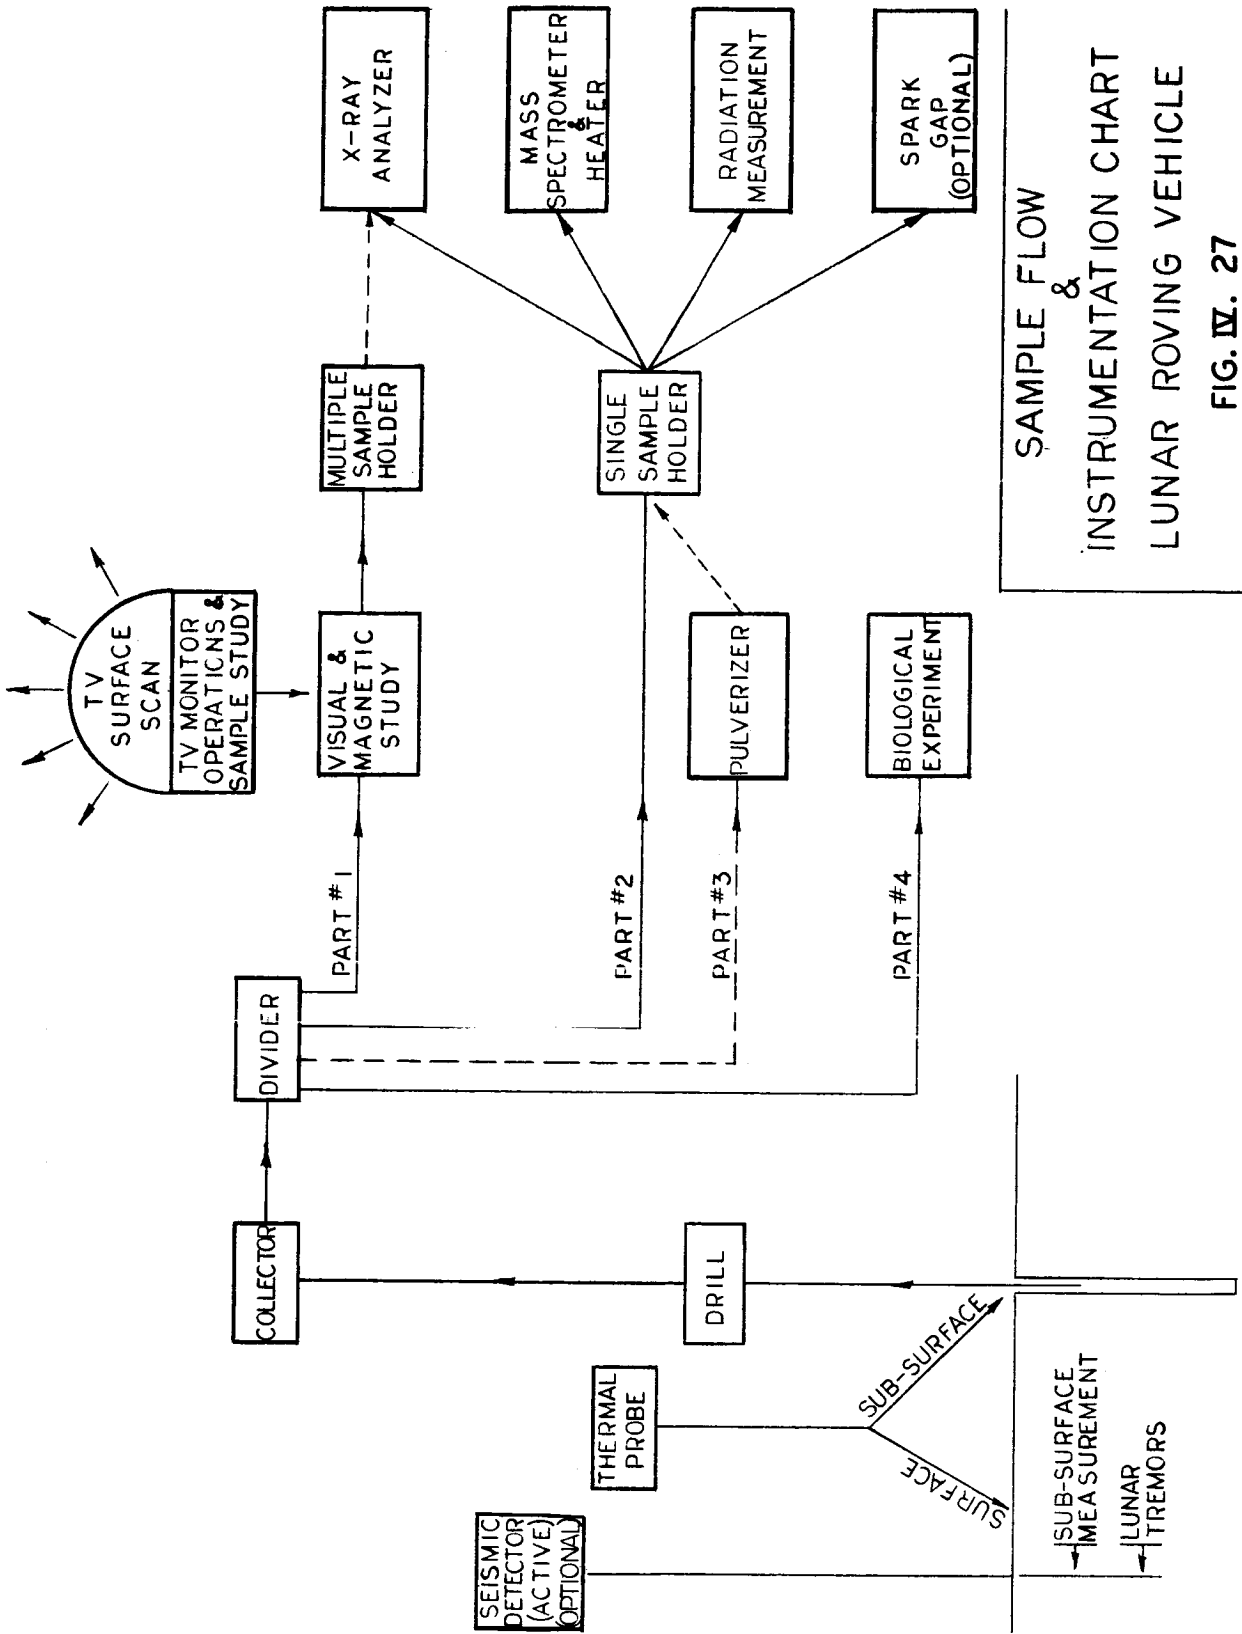 TV
SURFACE
SCAN
TV MONITOR
OPERATIONS &
SAMPLE STUDY
COLLECTOR
DIVIDER
PART #1
VISUAL &
MAGNETIC
STUDY
MULTIPLE
SAMPLE
HOLDER
X-RAY
ANALYZER
SEISMIC
DETECTOR
(ACTIVE)
(OPTIONAL)
THERMAL
PROBE
DRILL
PART #2
SINGLE
SAMPLE
HOLDER
MASS
SPECTROMETER
&
HEATER
PART #3
PULVERIZER
RADIATION
MEASUREMENT
PART #4
BIOLOGICAL
EXPERIMENT
SPARK
GAP
(OPTIONAL)
SURFACE
SUB-SURFACE
SUB-SURFACE
MEASUREMENT
LUNAR
TREMORS
SAMPLE FLOW
&
INSTRUMENTATION CHART
LUNAR ROVING VEHICLE
FIG. IV. 27